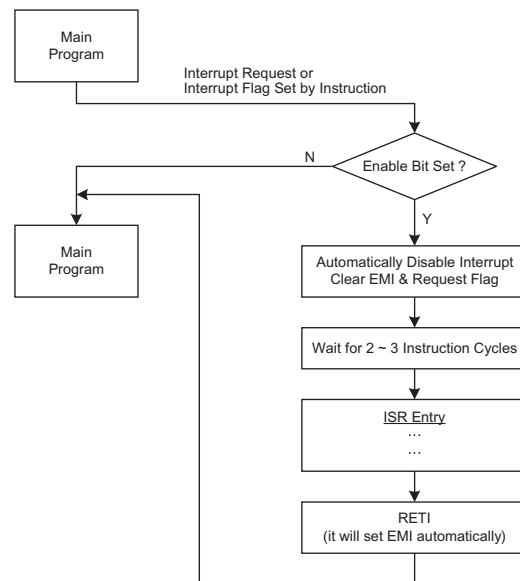 Main
Program
Interrupt Request or
Interrupt Flag Set by Instruction
N
Enable Bit Set ?
Y
Main
Program
Automatically Disable Interrupt
Clear EMI & Request Flag
Wait for 2 ~ 3 Instruction Cycles
ISR Entry
...
...
RETI
(it will set EMI automatically)